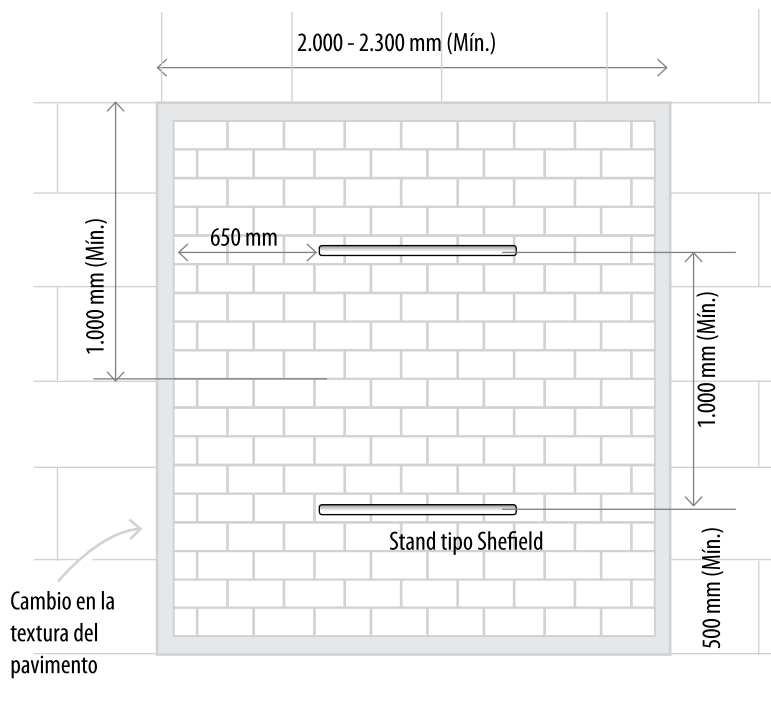 2.000 - 2.300 mm (Mín.)
650 mm
1.000 mm (Mín.)
1.000 mm (Mín.)
Stand tipo Shefield
500 mm (Mín.)
Cambio en la
textura del
pavimento